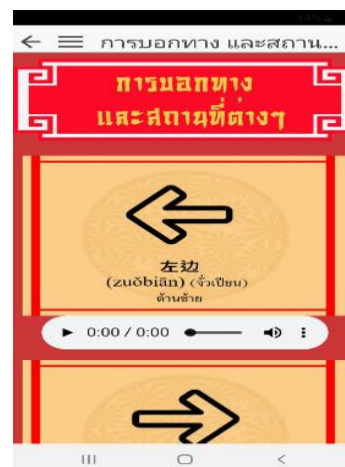 54%
การบอกทาง และสถาน...
การบอกทาง
และสถานที่ต่างๆ
左边
(zuǒbiān) (จั่วเปียน)
ด้านซ้าย
0:00 / 0:00